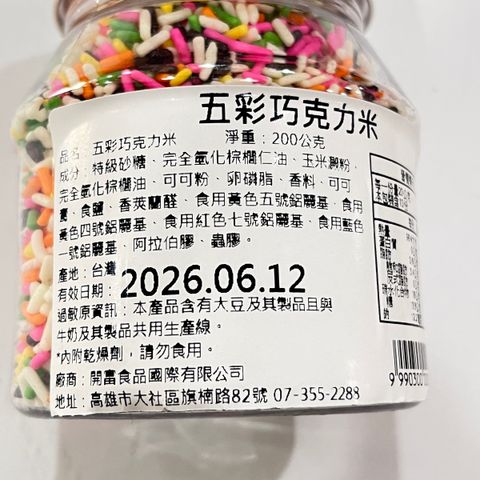 五彩巧克力米
品名：五彩巧克力米 淨重：200公克
成分：特級砂糖、完全氫化棕櫚仁油、玉米澱粉、
完全氫化棕櫚油、可可粉、卵磷脂、香料、可可
膏、食鹽、香莢蘭醛、食用黃色五號鋁麗基、食用
黃色四號鋁麗基、食用紅色七號鋁麗基、食用藍色
一號鋁麗基、阿拉伯膠、蟲膠。
產地：台灣
有效日期：2026.06.12
過敏原資訊：本產品含有大豆及其製品且與
牛奶及其製品共用生產線。
*內附乾燥劑，請勿食用。
廠商：開富食品國際有限公司
地址：高雄市大社區旗楠路82號 07-355-2288